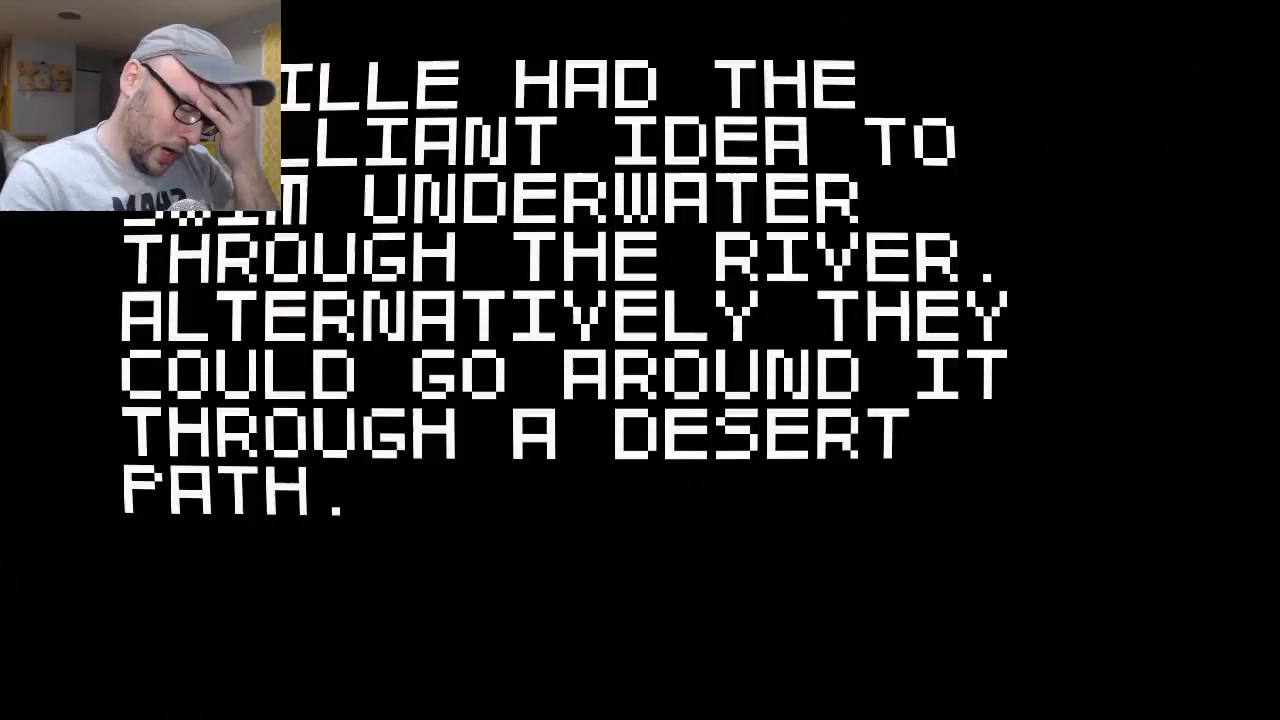 ILLE HAD THE
LLIANT IDEA TO
SWIM UNDERWATER
THROUGH THE RIVER.
ALTERNATIVELY THEY
COULD GO AROUND IT
THROUGH A DESERT
PATH.